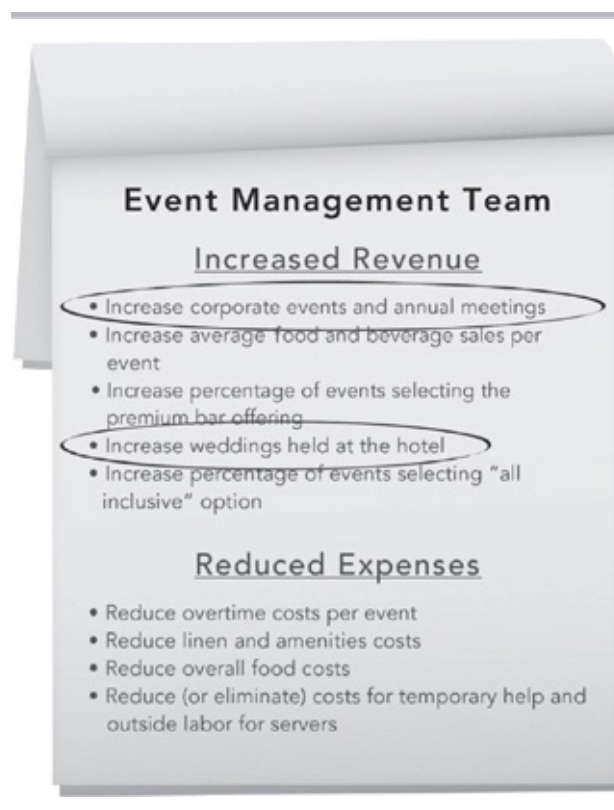 Event Management Team
Increased Revenue
• Increase corporate events and annual meetings
• Increase average food and beverage sales per
event
• Increase percentage of events selecting the
premium bar offering
• Increase weddings held at the hotel
• Increase percentage of events selecting “all
inclusive” option
Reduced Expenses
• Reduce overtime costs per event
• Reduce linen and amenities costs
• Reduce overall food costs
• Reduce (or eliminate) costs for temporary help and
outside labor for servers